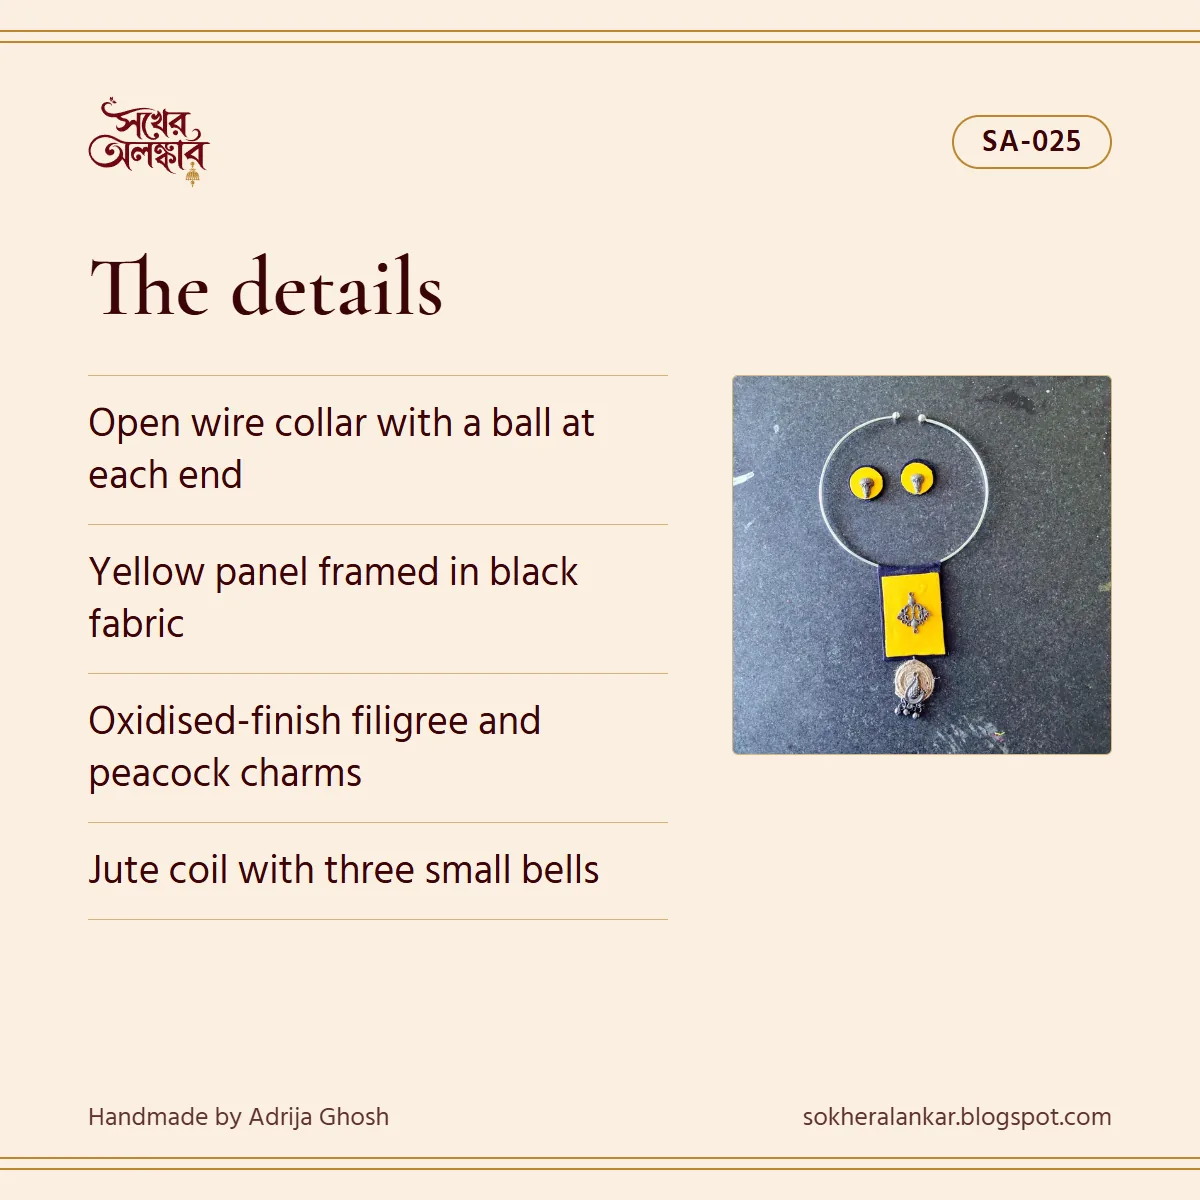 সখের
অলঙ্কার
SA-025
The details
Open wire collar with a ball at
each end
Yellow panel framed in black
fabric
Oxidised-finish filigree and
peacock charms
Jute coil with three small bells
Handmade by Adrija Ghosh
sokheralankar.blogspot.com